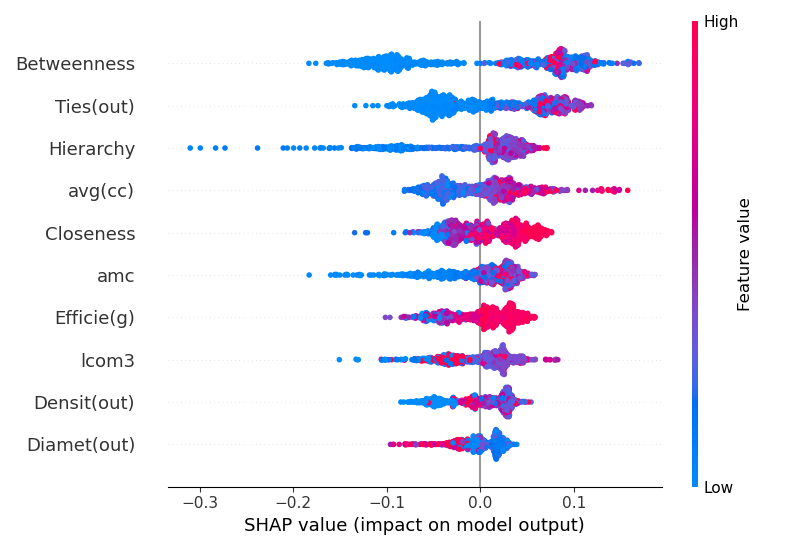 High
Betweenness
Ties(out)
Hierarchy
avg(cc)
Closeness
amc
Efficie(g)
lcom3
Densit(out)
Diamet(out)
Feature value
Low
−0.3 −0.2 −0.1 0.0 0.1
SHAP value (impact on model output)